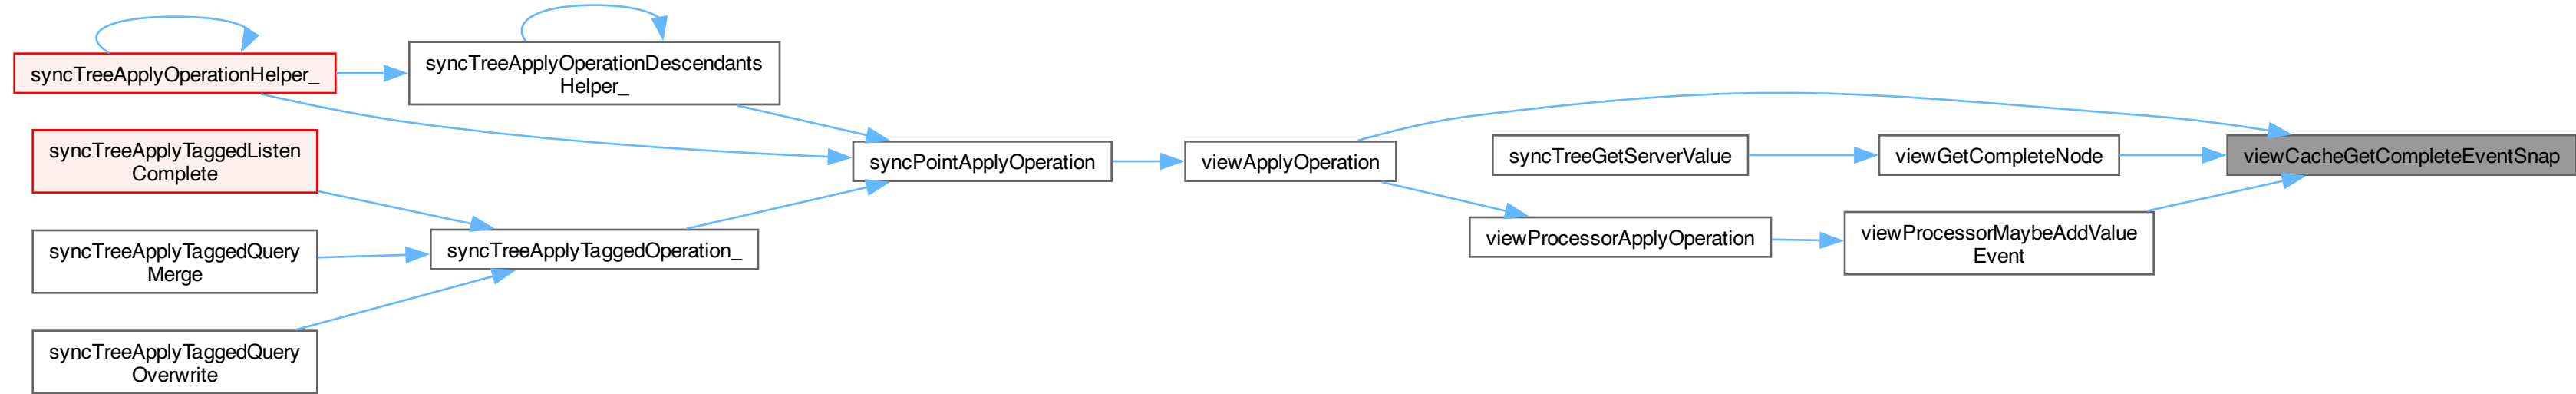 syncTreeApplyOperationHelper_
syncTreeApplyOperationDescendants
Helper_
syncTreeApplyTaggedListen
Complete
syncPointApplyOperation
viewApplyOperation
syncTreeGetServerValue
viewGetCompleteNode
viewCacheGetCompleteEventSnap
syncTreeApplyTaggedQuery
Merge
syncTreeApplyTaggedOperation_
viewProcessorApplyOperation
viewProcessorMaybeAddValue
Event
syncTreeApplyTaggedQuery
Overwrite